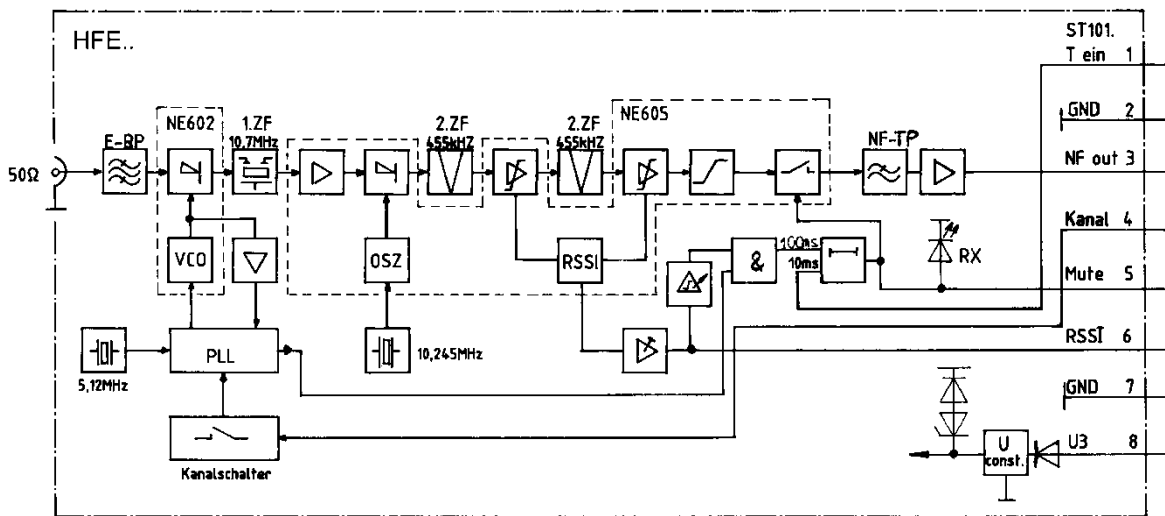 HFE..
ST101.
T ein 1
GND 2
NF out 3
Kanal 4
Mute 5
RSSI 6
GND 7
U3 8
50Ω
E-BP
NE602
1.ZF
10,7MHz
2.ZF
455kHZ
2.ZF
455kHZ
NE605
NF-TP
VCO
OSZ
RSSI
&
100ms
10ms
RX
PLL
5,12MHz
10,245MHz
Kanalschalter
U
const.